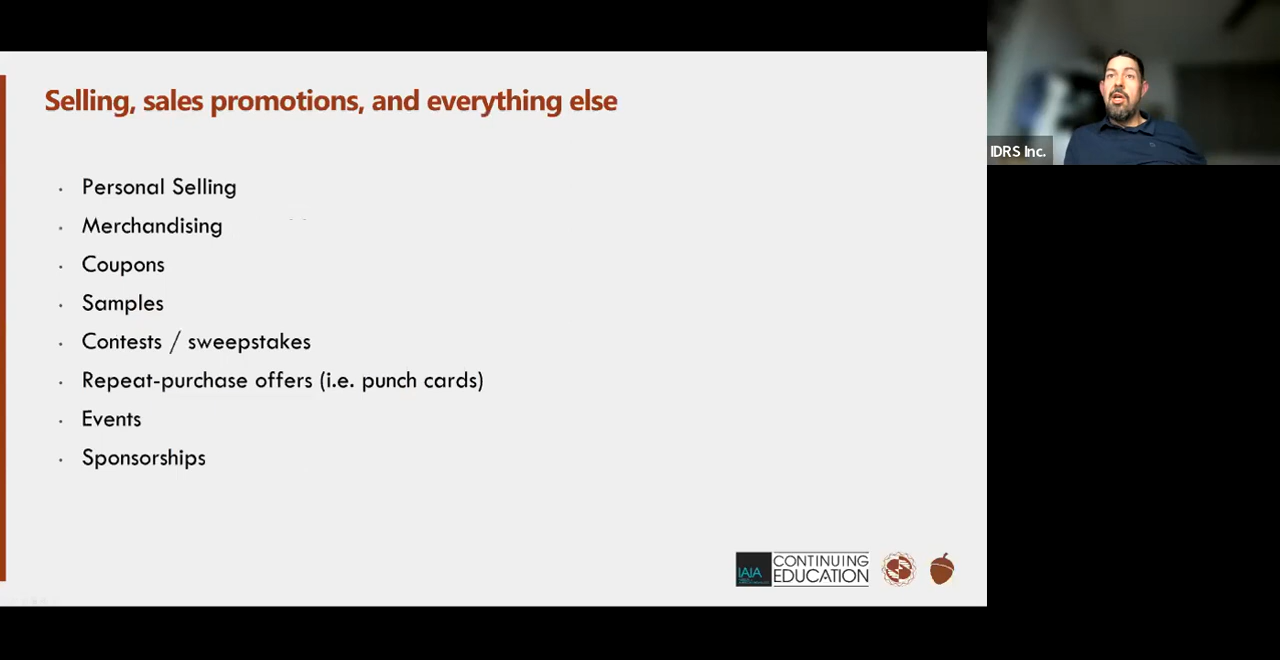 Selling, sales promotions, and everything else
· Personal Selling
· Merchandising
· Coupons
· Samples
· Contests / sweepstakes
· Repeat-purchase offers (i.e. punch cards)
· Events
· Sponsorships
IAIA
CONTINUING
EDUCATION
IDRS Inc.